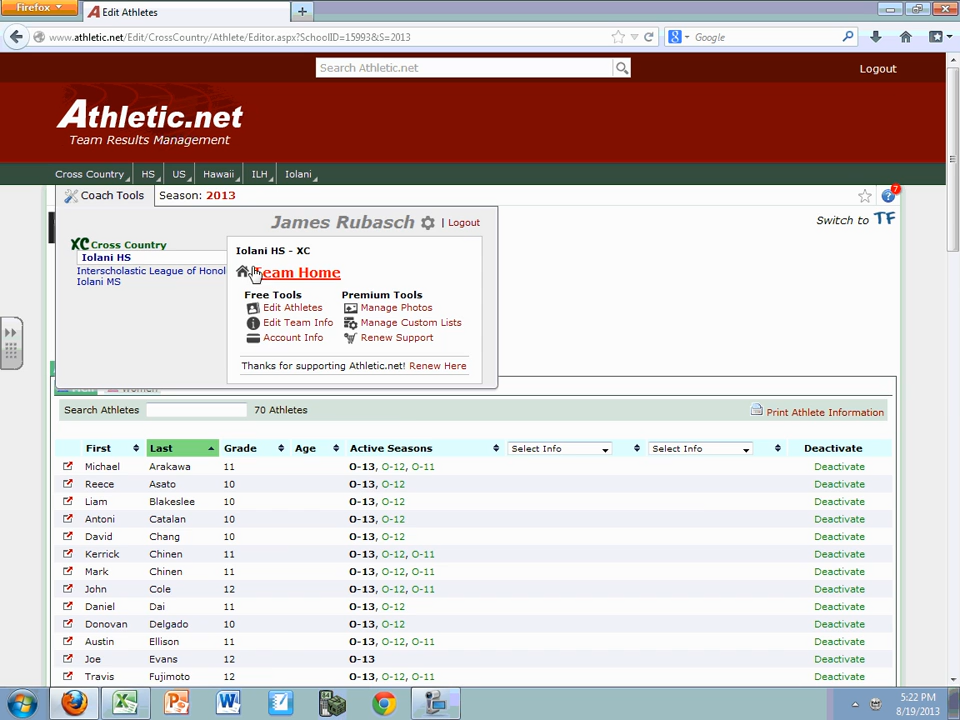 Firefox
Edit Athletes
www.athletic.net/Edit/CrossCountry/Athlete/Editor.aspx?SchoolID=15993&S=2013
Google
Search Athletic.net
Logout
Athletic.net
Team Results Management
Cross Country HS US Hawaii ILH Iolani
Coach Tools Season: 2013
7
James Rubasch | Logout
Switch to TF
XC Cross Country
Iolani HS
Interscholastic League of Honol
Iolani MS
Iolani HS - XC
Team Home
Free Tools Premium Tools
Edit Athletes Manage Photos
Edit Team Info Manage Custom Lists
Account Info Renew Support
Thanks for supporting Athletic.net! Renew Here
Search Athletes 70 Athletes Print Athlete Information
First Last Grade Age Active Seasons Select Info Select Info Deactivate
Michael Arakawa 11 O-13, O-12, O-11 Deactivate
Reece Asato 10 O-13, O-12 Deactivate
Liam Blakeslee 10 O-13, O-12 Deactivate
Antoni Catalan 10 O-13, O-12 Deactivate
David Chang 10 O-13, O-12 Deactivate
Kerrick Chinen 11 O-13, O-12, O-11 Deactivate
Mark Chinen 11 O-13, O-12, O-11 Deactivate
John Cole 12 O-13, O-12, O-11 Deactivate
Daniel Dai 11 O-13, O-12 Deactivate
Donovan Delgado 10 O-13, O-12 Deactivate
Austin Ellison 11 O-13, O-12, O-11 Deactivate
Joe Evans 12 O-13 Deactivate
Travis Fujimoto 12 O-13, O-12, O-11 Deactivate
5:22 PM
8/19/2013